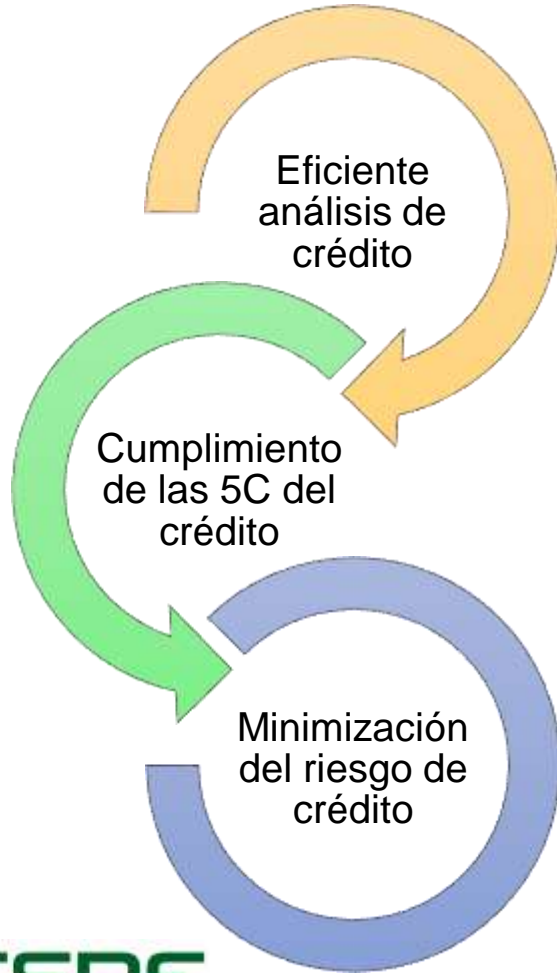 Eficiente
análisis de
crédito
Cumplimiento
de las 5C del
crédito
Minimización
del riesgo de
crédito